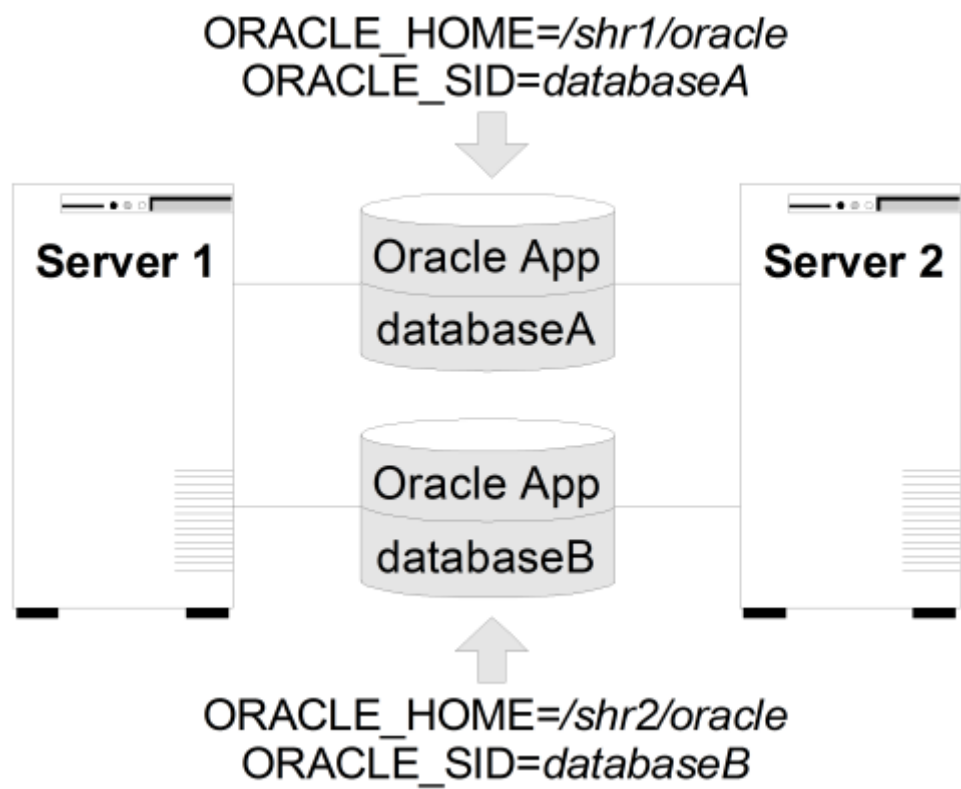 ORACLE_HOME=/shr1/oracle
ORACLE_SID=databaseA
Server 1
Oracle App
databaseA
Server 2
Oracle App
databaseB
ORACLE_HOME=/shr2/oracle
ORACLE_SID=databaseB